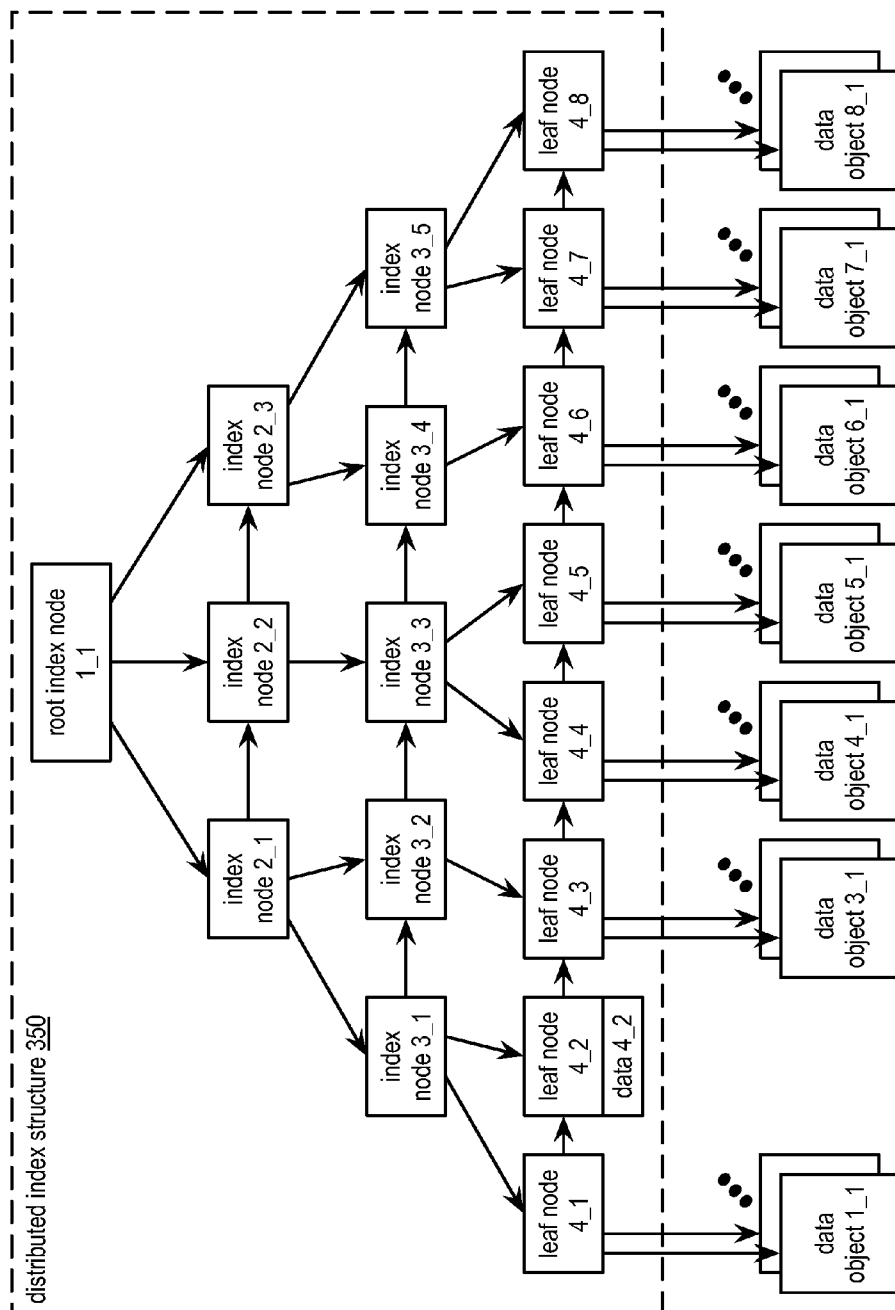 distributed index structure 350
root index node
1_1
index
node 2_1
index
node 2_2
index
node 2_3
index
node 3_1
index
node 3_2
index
node 3_3
index
node 3_4
index
node 3_5
leaf node
4_1
leaf node
4_2
data 4_2
leaf node
4_3
leaf node
4_4
leaf node
4_5
leaf node
4_6
leaf node
4_7
leaf node
4_8
data
object 1_1
data
object 3_1
data
object 4_1
data
object 5_1
data
object 6_1
data
object 7_1
data
object 8_1